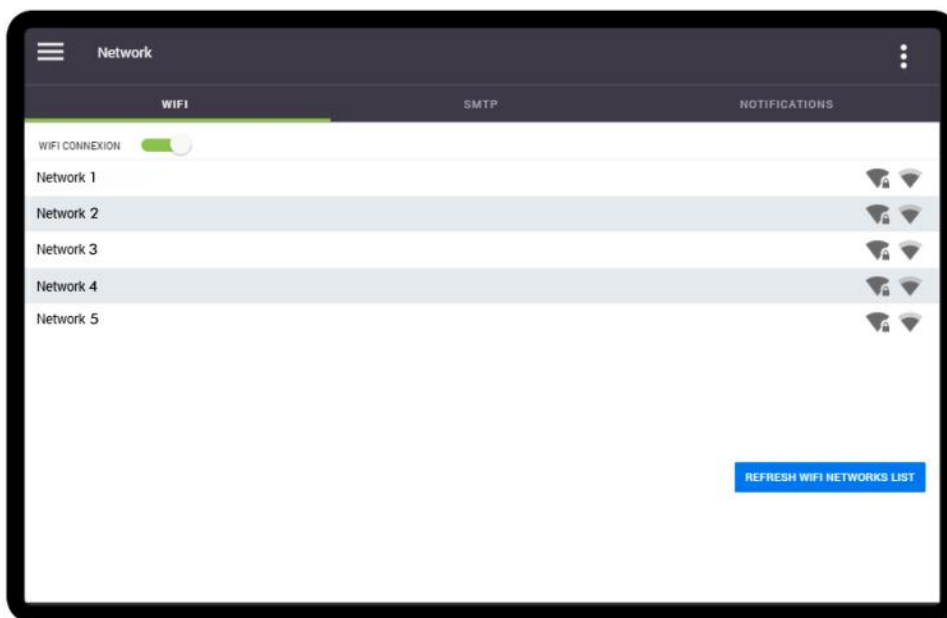 Network
WIFI SMTP NOTIFICATIONS
WIFI CONNEXION
Network 1
Network 2
Network 3
Network 4
Network 5
REFRESH WIFI NETWORKS LIST